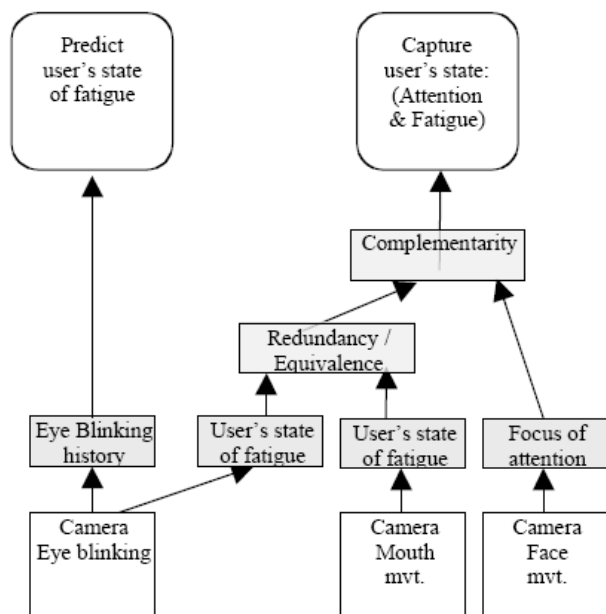 Predict
user's state
of fatigue
Capture
user's state:
(Attention
& Fatigue)
Complementarity
Redundancy /
Equivalence
Eye Blinking
history
User's state
of fatigue
User's state
of fatigue
Focus of
attention
Camera
Eye blinking
Camera
Mouth
mvt.
Camera
Face
mvt.